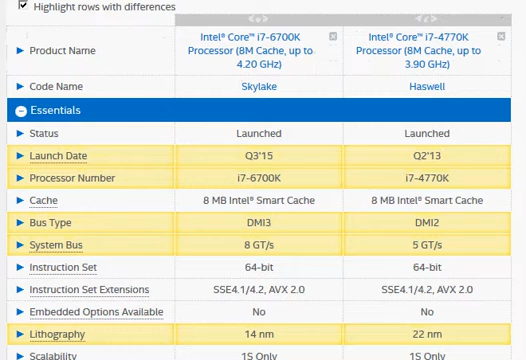 Highlight rows with differences
Product Name
Intel® Core™ i7-6700K
Processor (8M Cache, up to
4.20 GHz)
Intel® Core™ i7-4770K
Processor (8M Cache, up to
3.90 GHz)
Code Name Skylake Haswell
Essentials
Status Launched Launched
Launch Date Q3'15 Q2'13
Processor Number i7-6700K i7-4770K
Cache 8 MB Intel® Smart Cache 8 MB Intel® Smart Cache
Bus Type DMI3 DMI2
System Bus 8 GT/s 5 GT/s
Instruction Set 64-bit 64-bit
Instruction Set Extensions SSE4.1/4.2, AVX 2.0 SSE4.1/4.2, AVX 2.0
Embedded Options Available No No
Lithography 14 nm 22 nm
Scalability 1S Only 1S Only